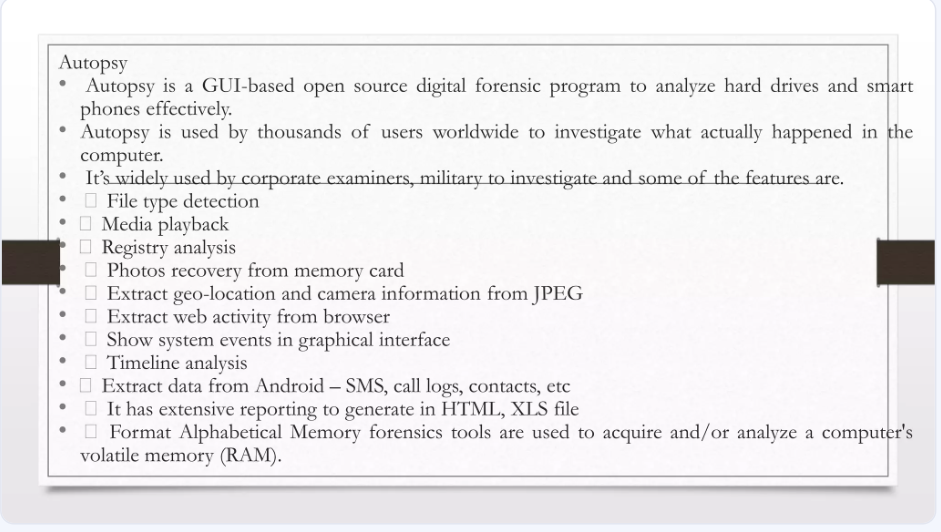 Autopsy
• Autopsy is a GUI-based open source digital forensic program to analyze hard drives and smart
phones effectively.
• Autopsy is used by thousands of users worldwide to investigate what actually happened in the
computer.
• It’s widely used by corporate examiners, military to investigate and some of the features are.
• □ File type detection
• □ Media playback
• □ Registry analysis
• □ Photos recovery from memory card
• □ Extract geo-location and camera information from JPEG
• □ Extract web activity from browser
• □ Show system events in graphical interface
• □ Timeline analysis
• □ Extract data from Android – SMS, call logs, contacts, etc
• □ It has extensive reporting to generate in HTML, XLS file
• □ Format Alphabetical Memory forensics tools are used to acquire and/or analyze a computer's
volatile memory (RAM).